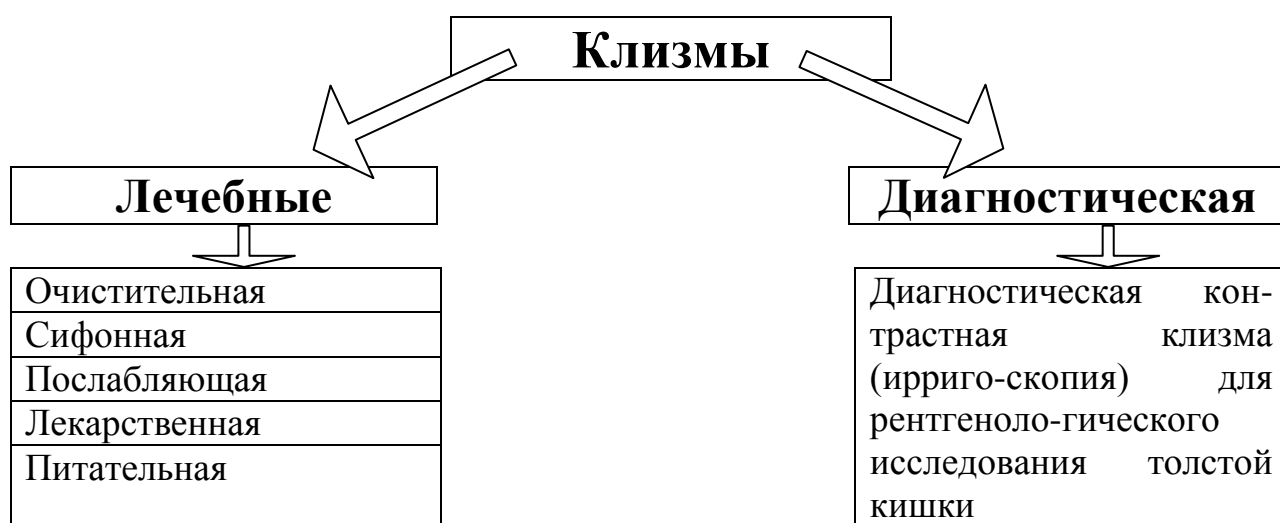 Клизмы
Лечебные
Диагностическая
Очистительная
Сифонная
Послабляющая
Лекарственная
Питательная
Диагностическая кон-
трастная клизма
(ирриго-скопия) для
рентгеноло-гического
исследования толстой
кишки